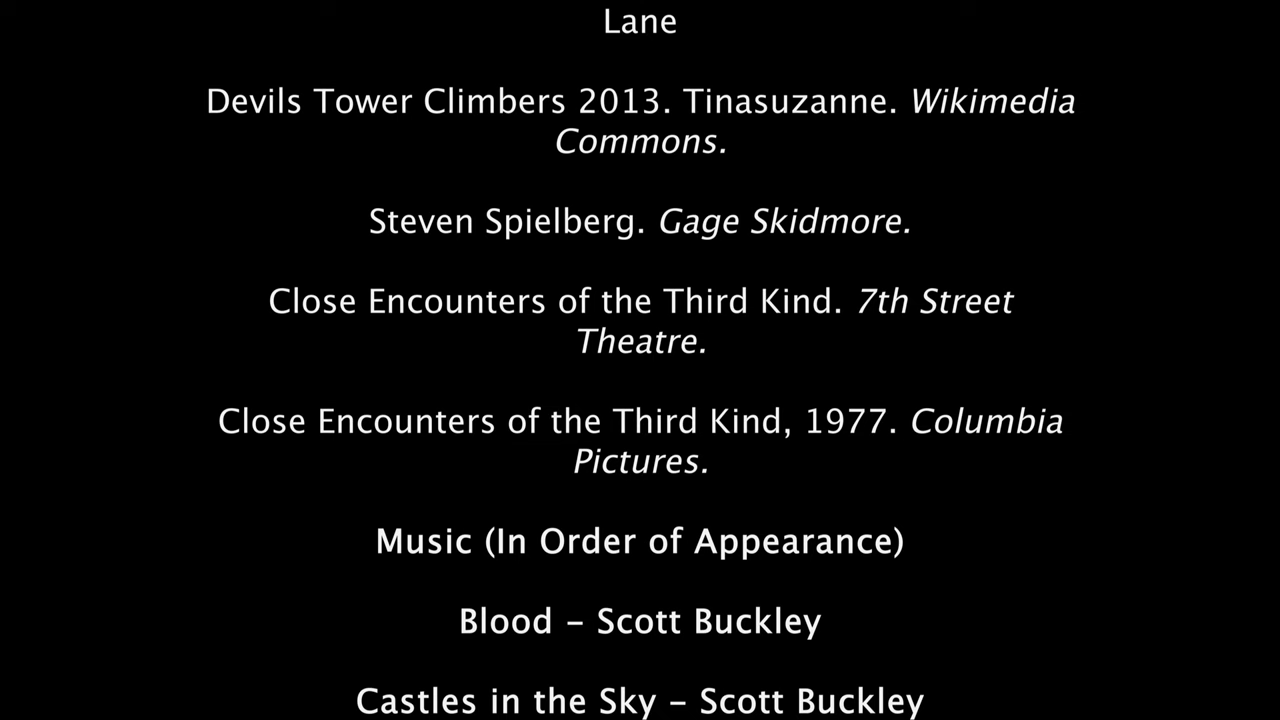 Lane
Devils Tower Climbers 2013. Tinasuzanne. Wikimedia
Commons.
Steven Spielberg. Gage Skidmore.
Close Encounters of the Third Kind. 7th Street
Theatre.
Close Encounters of the Third Kind, 1977. Columbia
Pictures.
Music (In Order of Appearance)
Blood – Scott Buckley
Castles in the Sky – Scott Buckley